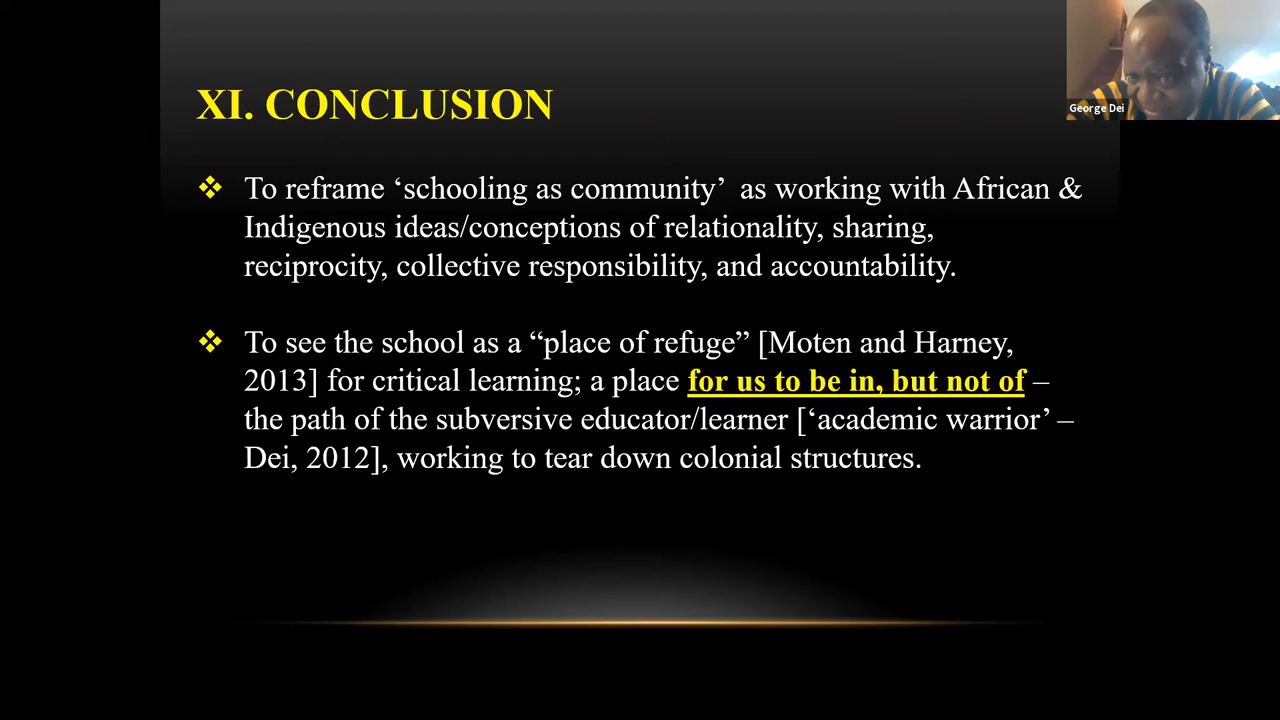 XI. CONCLUSION
George Dei
❖ To reframe ‘schooling as community’ as working with African &
Indigenous ideas/conceptions of relationality, sharing,
reciprocity, collective responsibility, and accountability.
❖ To see the school as a “place of refuge” [Moten and Harney,
2013] for critical learning; a place for us to be in, but not of –
the path of the subversive educator/learner [‘academic warrior’ –
Dei, 2012], working to tear down colonial structures.